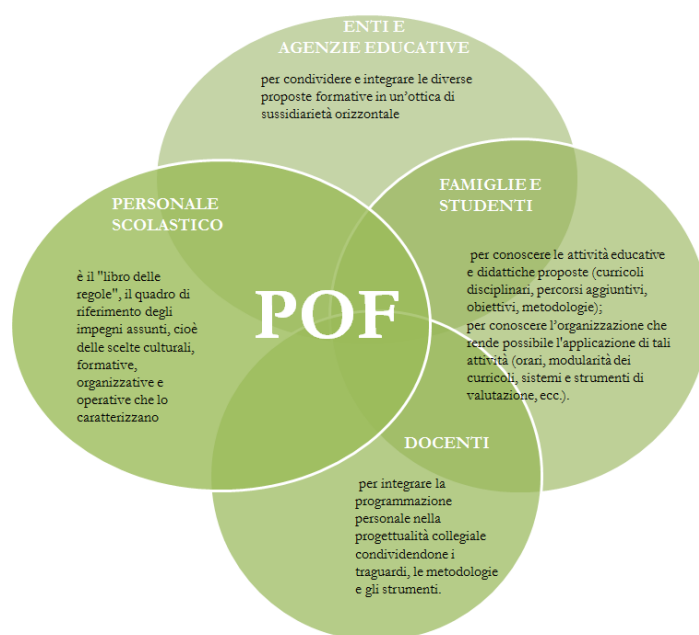 ENTI E
AGENZIE EDUCATIVE
per condividere e integrare le diverse
proposte formative in un'ottica di
sussidiarietà orizzontale
PERSONALE
SCOLASTICO
è il "libro delle
regole", il quadro di
riferimento degli
impegni assunti, cioè
delle scelte culturali,
formative,
organizzative e
operative che lo
caratterizzano
POF
FAMIGLIE E
STUDENTI
per conoscere le attività educative
e didattiche proposte (curricoli
disciplinari, percorsi aggiuntivi,
obiettivi, metodologie);
per conoscere l'organizzazione che
rende possibile l'applicazione di tali
attività (orari, modularità dei
curricoli, sistemi e strumenti di
valutazione, ecc.).
DOCENTI
per integrare la
programmazione
personale nella
progettualità collegiale
condividendone i
traguardi, le metodologie
e gli strumenti.